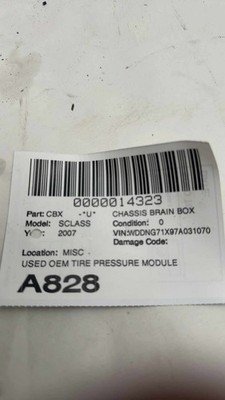 0000014323
Part: CBX -*U* CHASSIS BRAIN BOX
Model: SCLASS Condition: 0
2007 VIN:WDDNG71X97A031070
Damage Code:
Location: MISC
USED OEM TIRE PRESSURE MODULE
A828